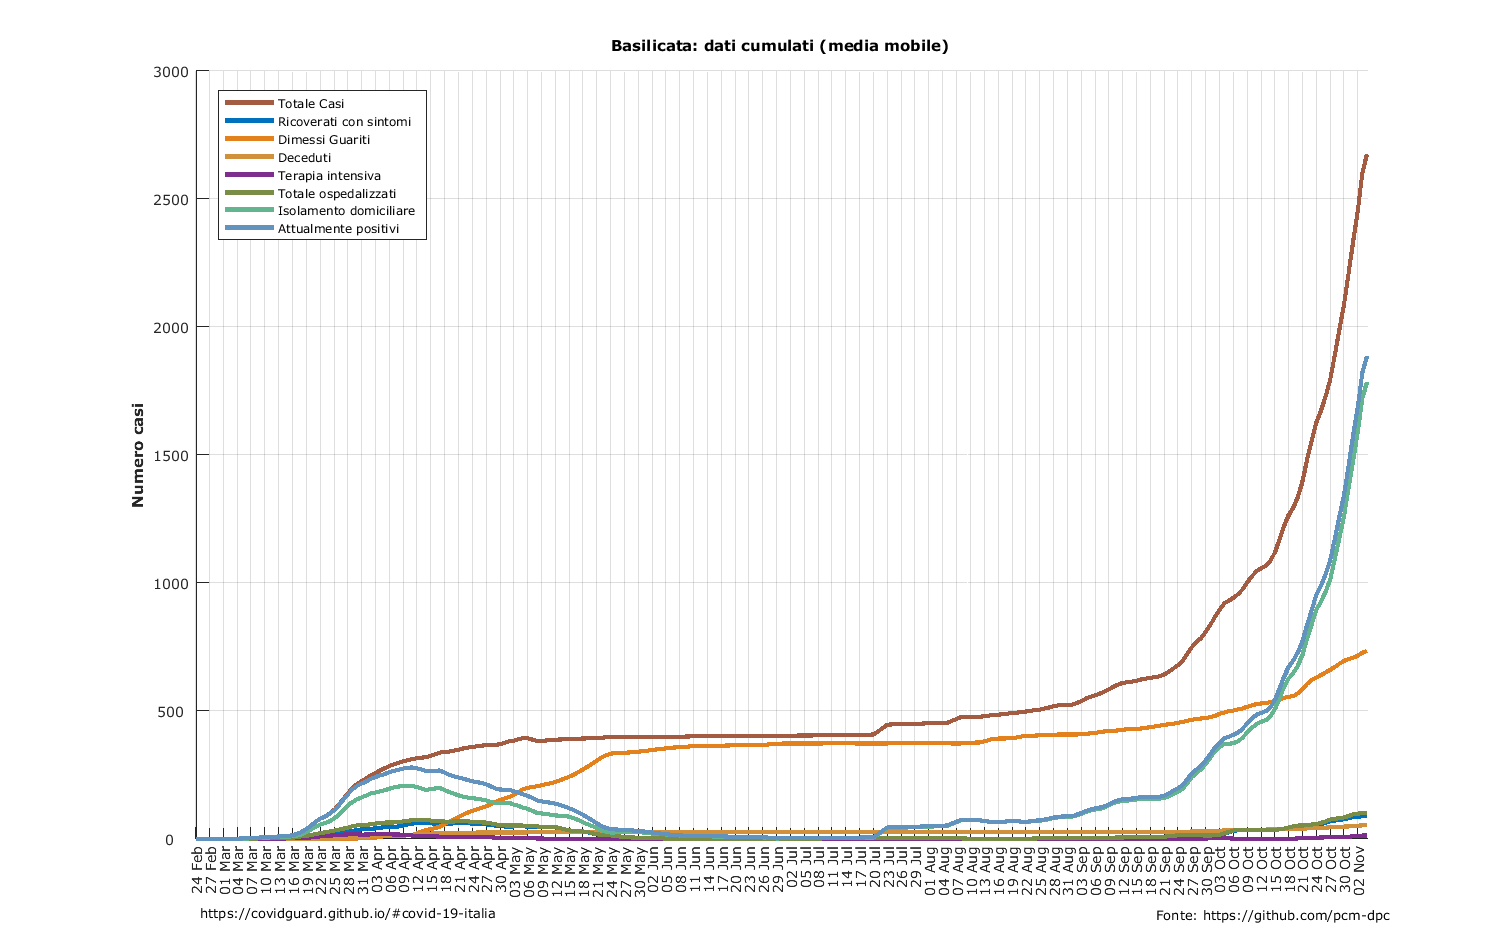 Basilicata: dati cumulati (media mobile)
3000
2500
2000
1500
1000
500
0
Numero casi
Totale Casi
Ricoverati con sintomi
Dimessi Guariti
Deceduti
Terapia intensiva
Totale ospedalizzati
Isolamento domiciliare
Attualmente positivi
24 Feb
27 Feb
01 Mar
04 Mar
07 Mar
10 Mar
13 Mar
16 Mar
19 Mar
22 Mar
25 Mar
28 Mar
31 Mar
03 Apr
06 Apr
09 Apr
12 Apr
15 Apr
18 Apr
21 Apr
24 Apr
27 Apr
30 Apr
03 May
06 May
09 May
12 May
15 May
18 May
21 May
24 May
27 May
30 May
02 Jun
05 Jun
08 Jun
11 Jun
14 Jun
17 Jun
20 Jun
23 Jun
26 Jun
29 Jun
02 Jul
05 Jul
08 Jul
11 Jul
14 Jul
17 Jul
20 Jul
23 Jul
26 Jul
29 Jul
01 Aug
04 Aug
07 Aug
10 Aug
13 Aug
16 Aug
19 Aug
22 Aug
25 Aug
28 Aug
31 Aug
03 Sep
06 Sep
09 Sep
12 Sep
15 Sep
18 Sep
21 Sep
24 Sep
27 Sep
30 Sep
03 Oct
06 Oct
09 Oct
12 Oct
15 Oct
18 Oct
21 Oct
24 Oct
27 Oct
30 Oct
02 Nov
https://covidguard.github.io/#covid-19-italia
Fonte: https://github.com/pcm-dpc